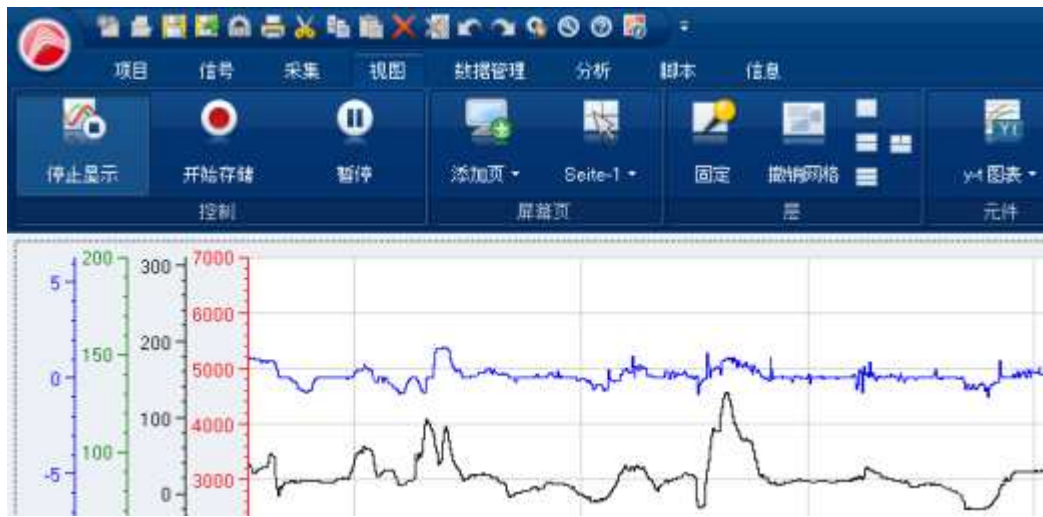 项目 信号 采集 视图 数据管理 分析 脚本 信息
停止显示 开始存储 暂停 添加页 Seite-1 固定 撤销网格 y-t 图表
控制 屏幕页 层 元件
200 300 7000
5
6000
200
150 5000
0
100 4000
100
-5 3000
0